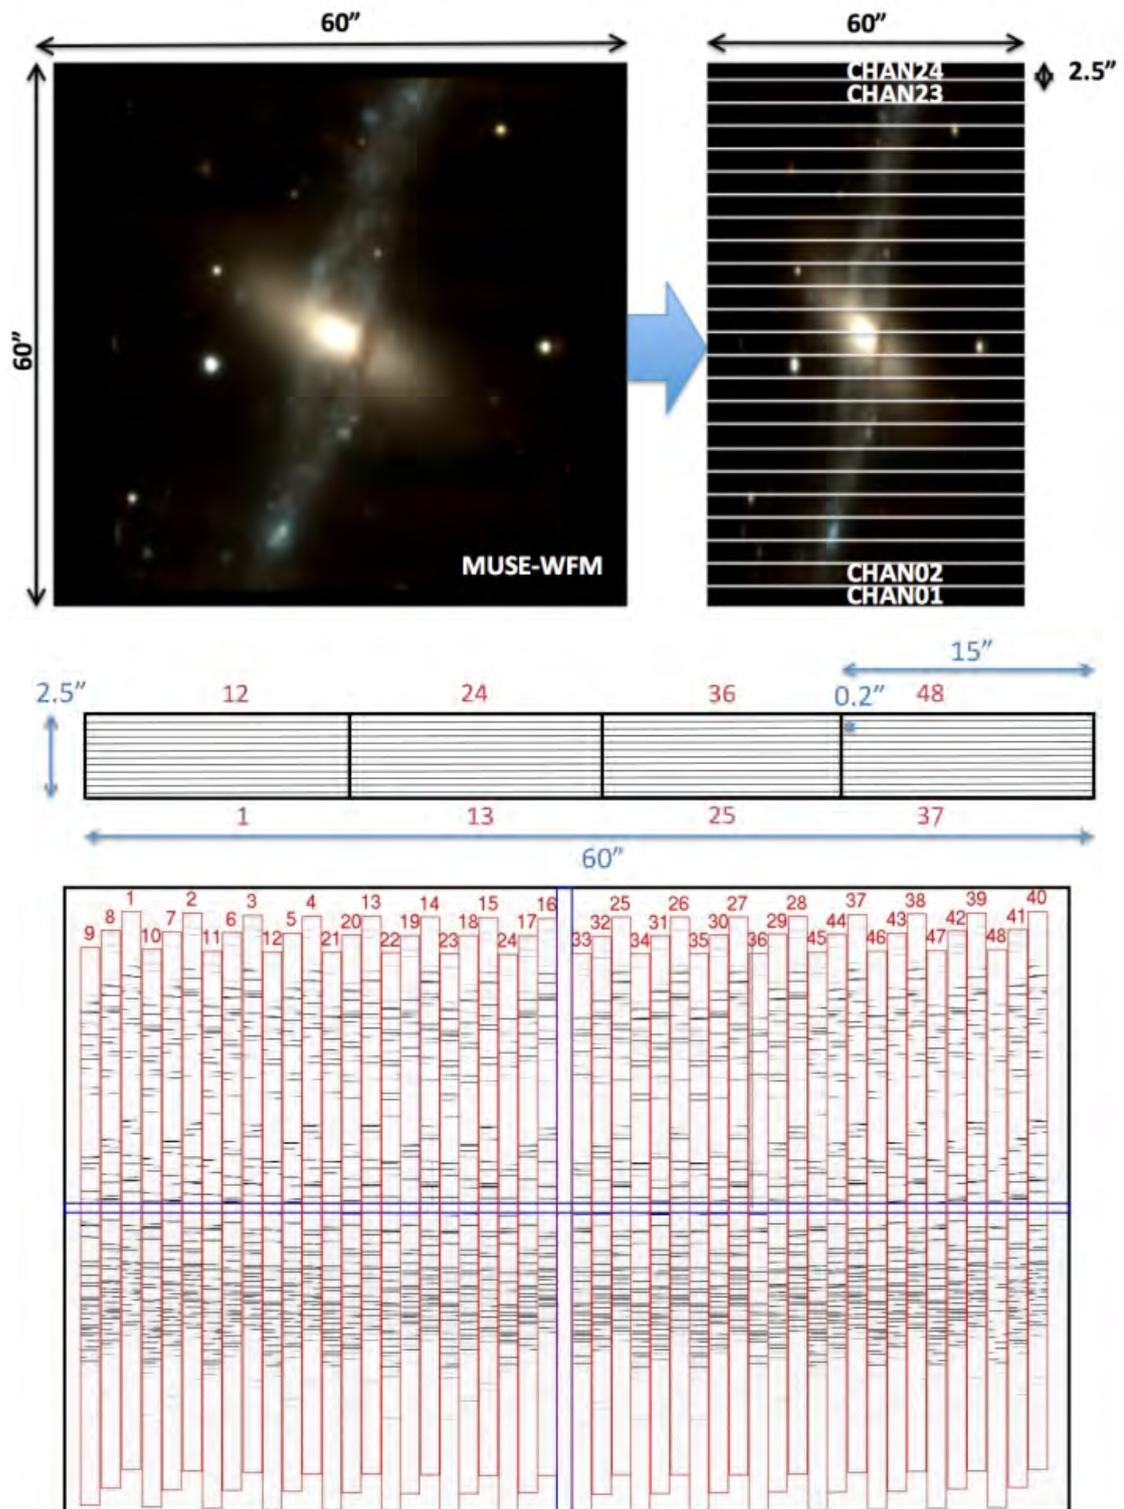 60” 60”
CHAN24 2.5”
CHAN23
60”
MUSE-WFM
CHAN02
CHAN01
15”
2.5” 12 24 36 0.2” 48
1 13 25 37
60”
1 2 3 4 13 14 15 16 25 26 27 28 37 38 39 40
8 7 6 5 20 19 18 17 32 31 30 29 44 43 42 41
9 10 11 12 21 22 23 24 33 34 35 36 45 46 47 48